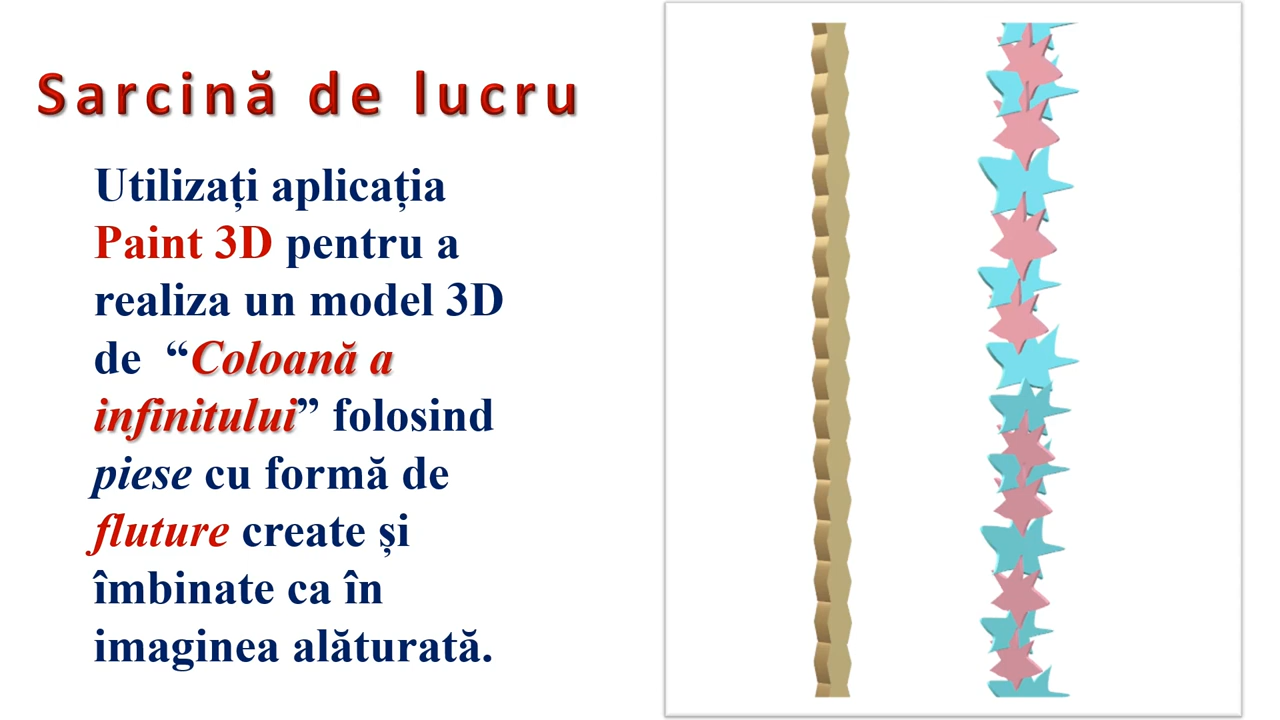 Sarcină de lucru
Utilizați aplicația
Paint 3D pentru a
realiza un model 3D
de “Coloană a
infinitului” folosind
piese cu formă de
fluture create și
îmbinate ca în
imaginea alăturată.